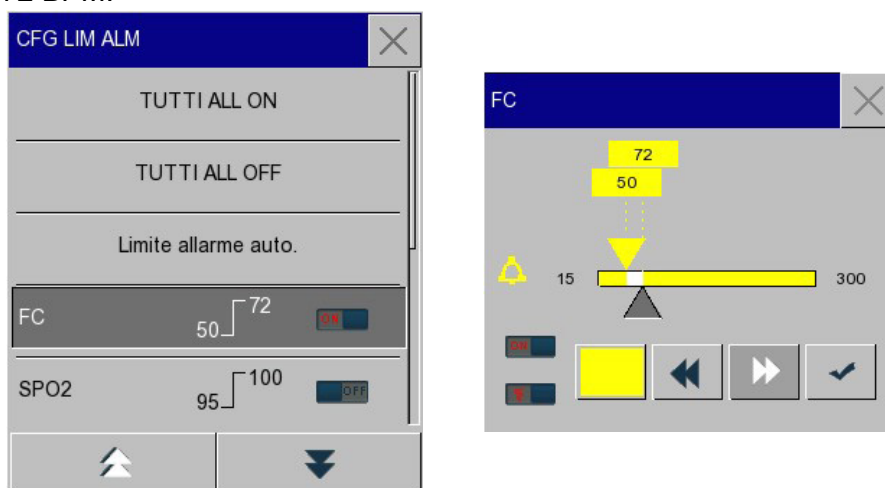 CFG LIM ALM
TUTTI ALL ON
TUTTI ALL OFF
Limite allarme auto.
FC 50 72 ON
SPO2 95 100 OFF
FC
72
50
15 300
ON